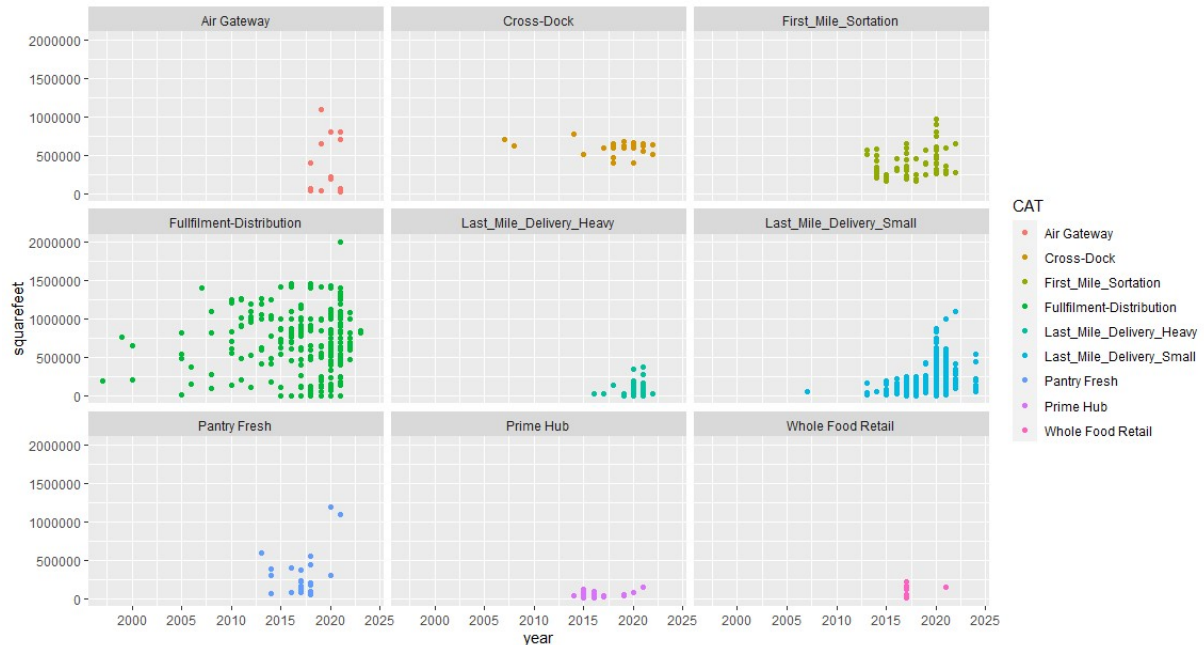 Air Gateway
Cross-Dock
First_Mile_Sortation
2000000
1500000
1000000
500000
0
Fullfilment-Distribution
Last_Mile_Delivery_Heavy
Last_Mile_Delivery_Small
2000000
1500000
1000000
500000
0
squarefeet
Pantry Fresh
Prime Hub
Whole Food Retail
2000000
1500000
1000000
500000
0
2000 2005 2010 2015 2020 2025
2000 2005 2010 2015 2020 2025
2000 2005 2010 2015 2020 2025
year
CAT
Air Gateway
Cross-Dock
First_Mile_Sortation
Fullfilment-Distribution
Last_Mile_Delivery_Heavy
Last_Mile_Delivery_Small
Pantry Fresh
Prime Hub
Whole Food Retail